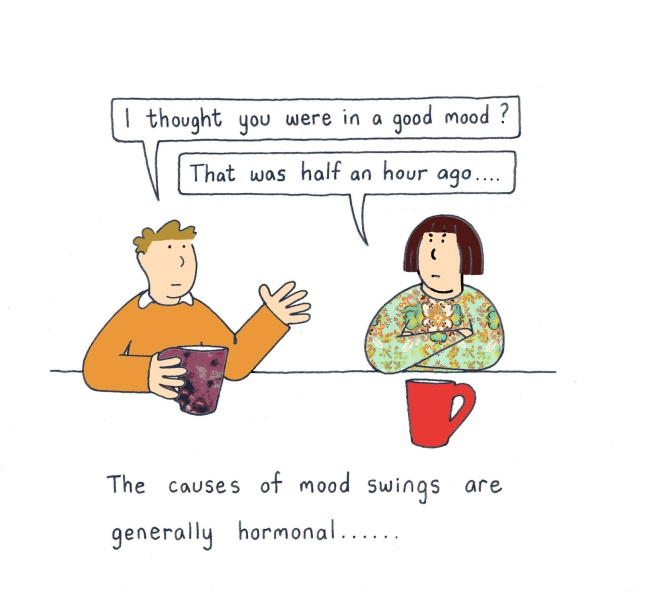 I thought you were in a good mood ?
That was half an hour ago....
The causes of mood swings are
generally hormonal......